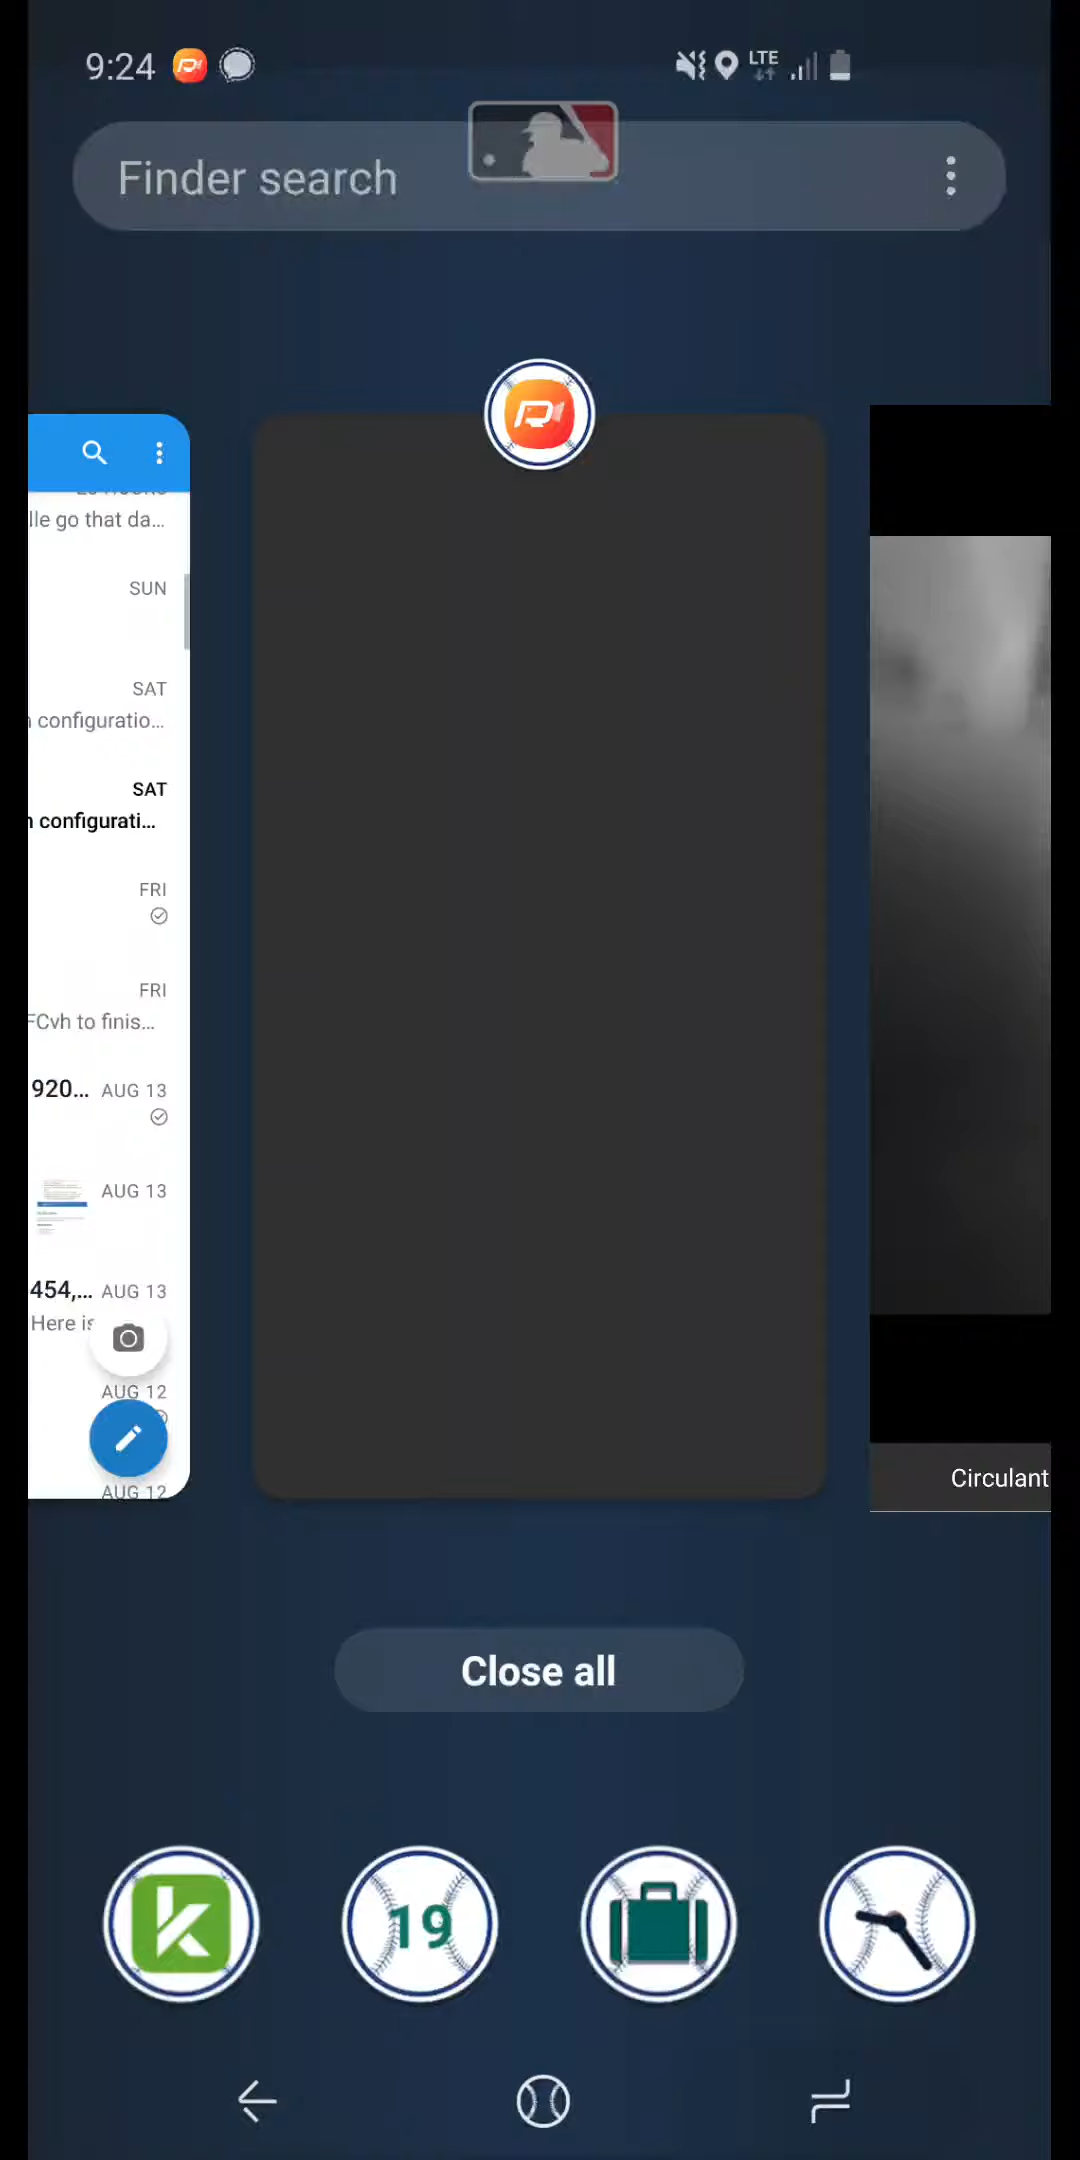 9:24
LTE
Finder search
lle go that da...
SUN
SAT
configuratio...
SAT
configurati...
FRI
FRI
FCvh to finis...
920... AUG 13
AUG 13
454,... AUG 13
Here is
AUG 12
AUG 12
Circulant
Close all
19